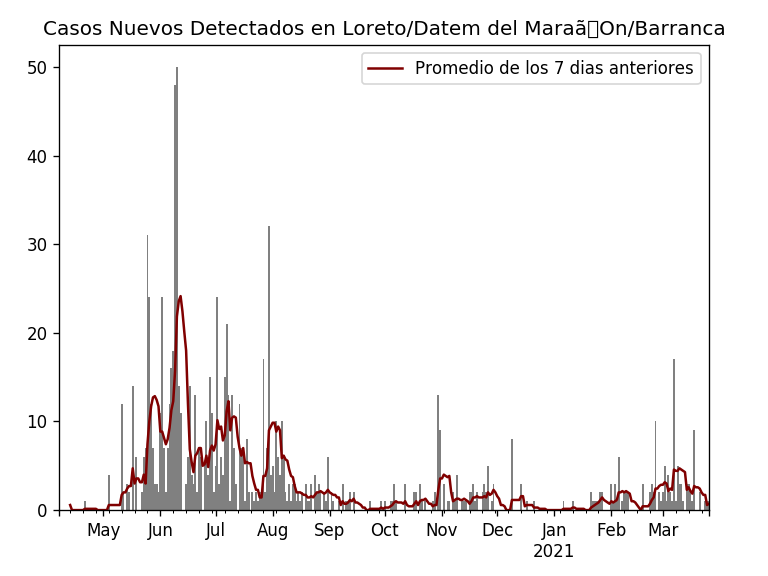 Casos Nuevos Detectados en Loreto/Datem del Maraã▯On/Barranca
Promedio de los 7 dias anteriores
50
40
30
20
10
0
May Jun Jul Aug Sep Oct Nov Dec Jan Feb Mar
2021